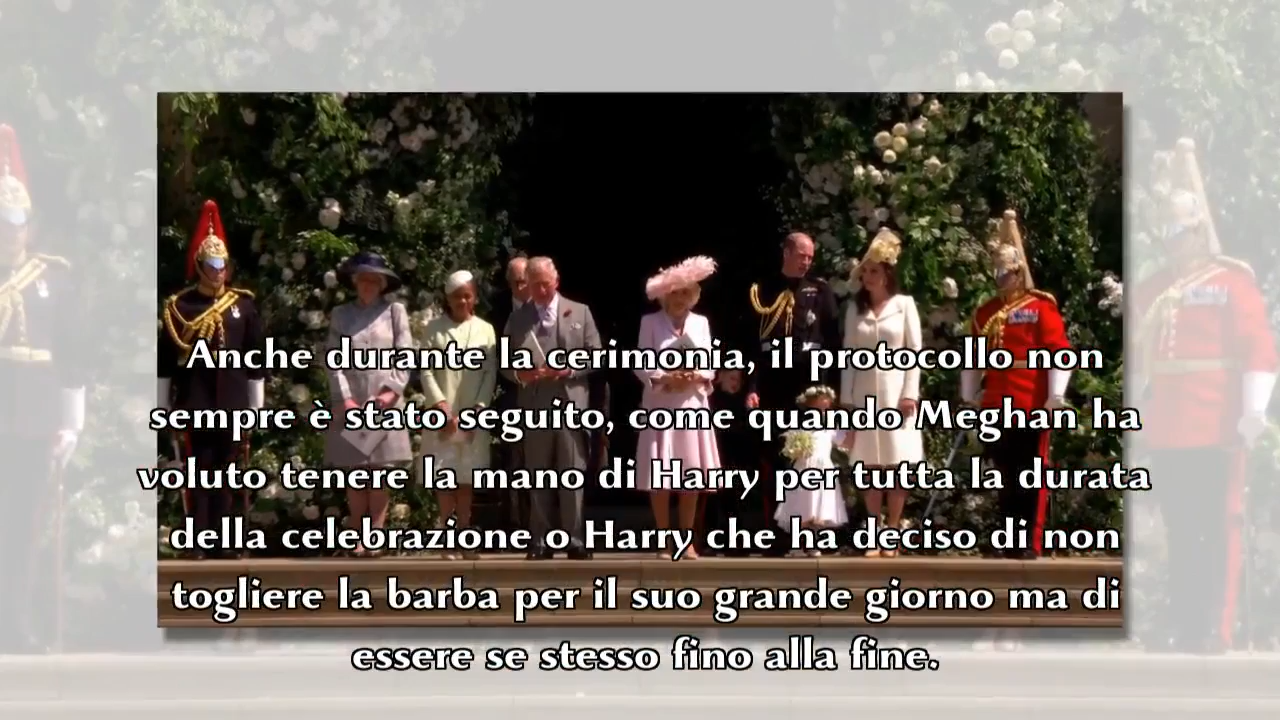 Anche durante la cerimonia, il protocollo non
sempre è stato seguito, come quando Meghan ha
voluto tenere la mano di Harry per tutta la durata
della celebrazione o Harry che ha deciso di non
togliere la barba per il suo grande giorno ma di
essere se stesso fino alla fine.